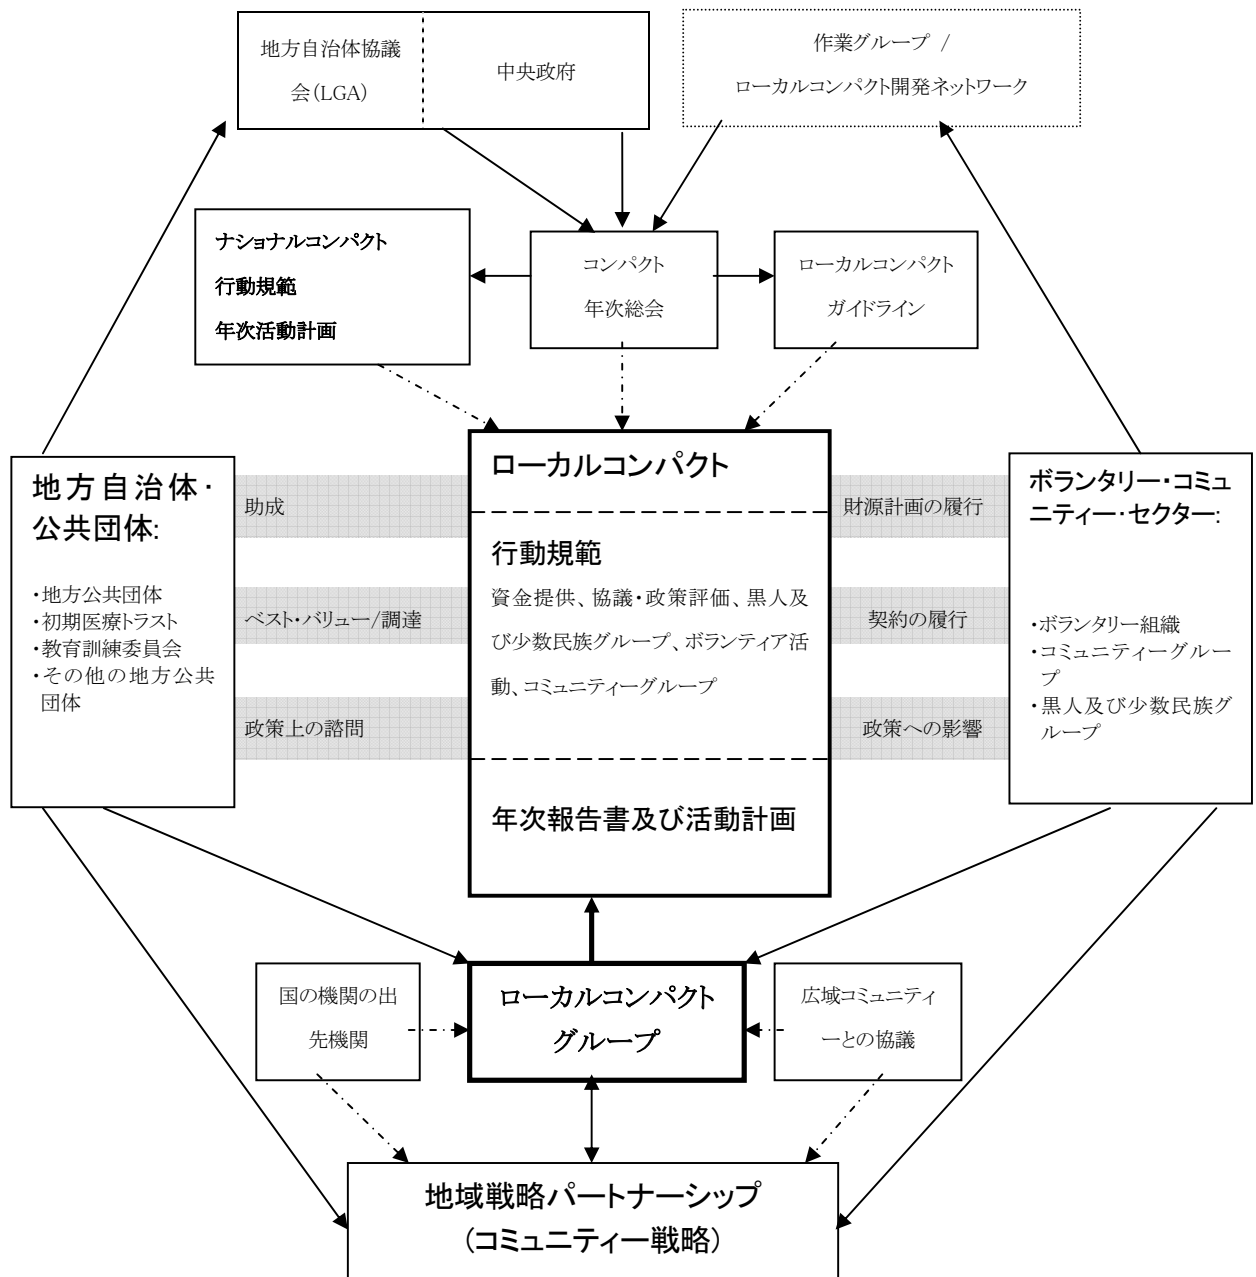 地方自治体協議
会(LGA)
中央政府
作業グループ /
ローカルコンパクト開発ネットワーク
ナショナルコンパクト
行動規範
年次活動計画
コンパクト
年次総会
ローカルコンパクト
ガイドライン
地方自治体・
公共団体:
・地方公共団体
・初期医療トラスト
・教育訓練委員会
・その他の地方公共
団体
助成
ベスト・バリュー/調達
政策上の諮問
ローカルコンパクト
行動規範
資金提供、協議・政策評価、黒人及
び少数民族グループ、ボランティア活
動、コミュニティーグループ
年次報告書及び活動計画
財源計画の履行
契約の履行
政策への影響
ボランタリー・コミュ
ニティー・セクター:
・ボランタリー組織
・コミュニティーグルー
プ
・黒人及び少数民族グ
ループ
国の機関の出
先機関
ローカルコンパクト
グループ
広域コミュニティ
ーとの協議
地域戦略パートナーシップ
(コミュニティー戦略)